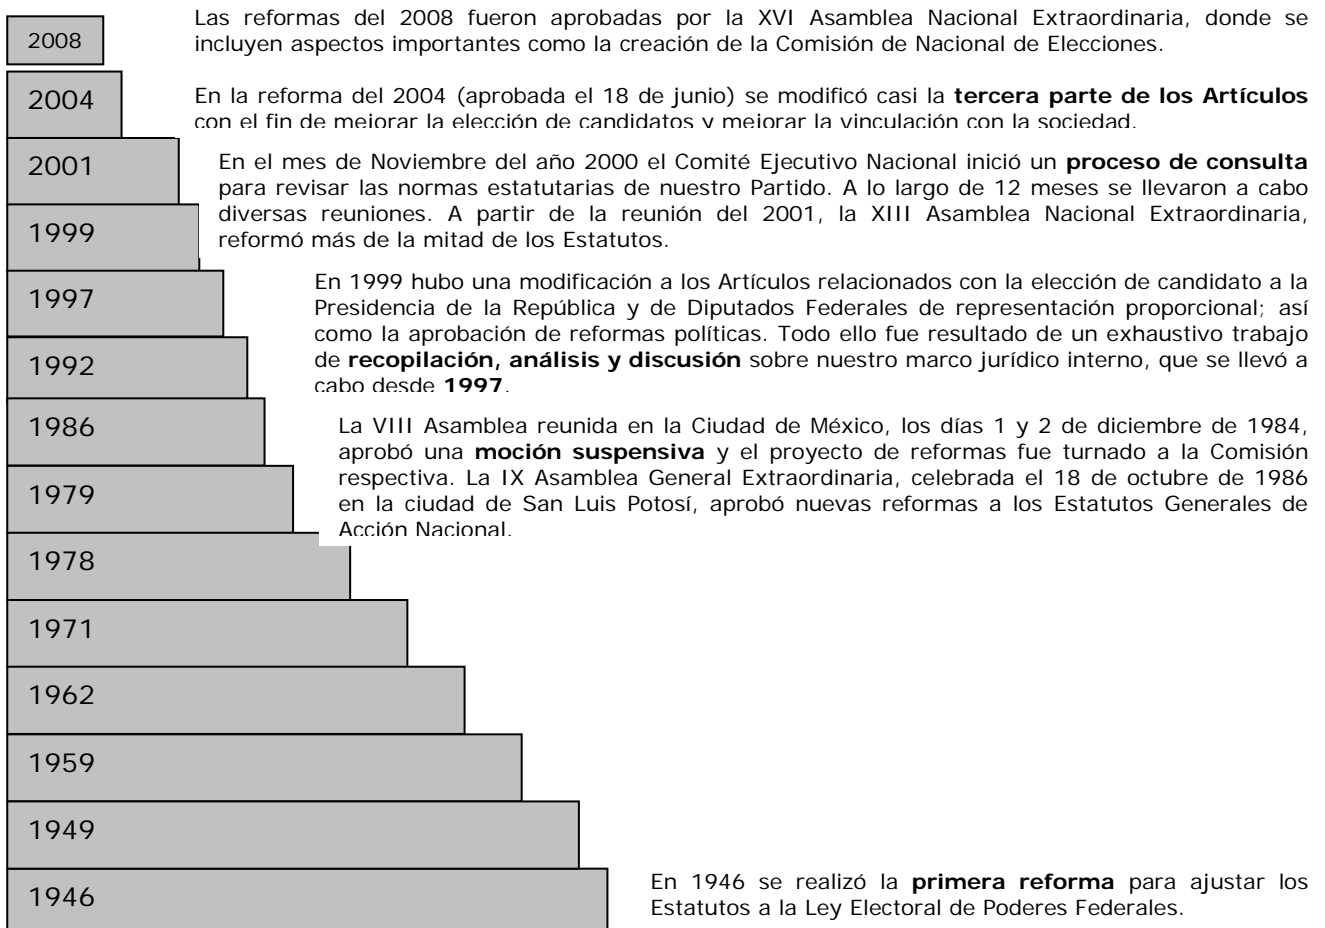 2008
Las reformas del 2008 fueron aprobadas por la XVI Asamblea Nacional Extraordinaria, donde se
incluyen aspectos importantes como la creación de la Comisión de Nacional de Elecciones.
2004
En la reforma del 2004 (aprobada el 18 de junio) se modificó casi la tercera parte de los Artículos
con el fin de mejorar la elección de candidatos y mejorar la vinculación con la sociedad.
2001
En el mes de Noviembre del año 2000 el Comité Ejecutivo Nacional inició un proceso de consulta
para revisar las normas estatutarias de nuestro Partido. A lo largo de 12 meses se llevaron a cabo
diversas reuniones. A partir de la reunión del 2001, la XIII Asamblea Nacional Extraordinaria,
reformó más de la mitad de los Estatutos.
1999
1997
En 1999 hubo una modificación a los Artículos relacionados con la elección de candidato a la
Presidencia de la República y de Diputados Federales de representación proporcional; así
como la aprobación de reformas políticas. Todo ello fue resultado de un exhaustivo trabajo
de recopilación, análisis y discusión sobre nuestro marco jurídico interno, que se llevó a
cabo desde 1997.
1992
1986
La VIII Asamblea reunida en la Ciudad de México, los días 1 y 2 de diciembre de 1984,
aprobó una moción suspensiva y el proyecto de reformas fue turnado a la Comisión
respectiva. La IX Asamblea General Extraordinaria, celebrada el 18 de octubre de 1986
en la ciudad de San Luis Potosí, aprobó nuevas reformas a los Estatutos Generales de
Acción Nacional.
1979
1978
1971
1962
1959
1949
1946
En 1946 se realizó la primera reforma para ajustar los
Estatutos a la Ley Electoral de Poderes Federales.